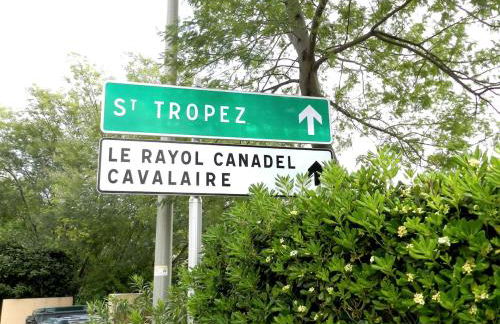 ST TROPEZ
LE RAYOL CANADEL
CAVALAIRE